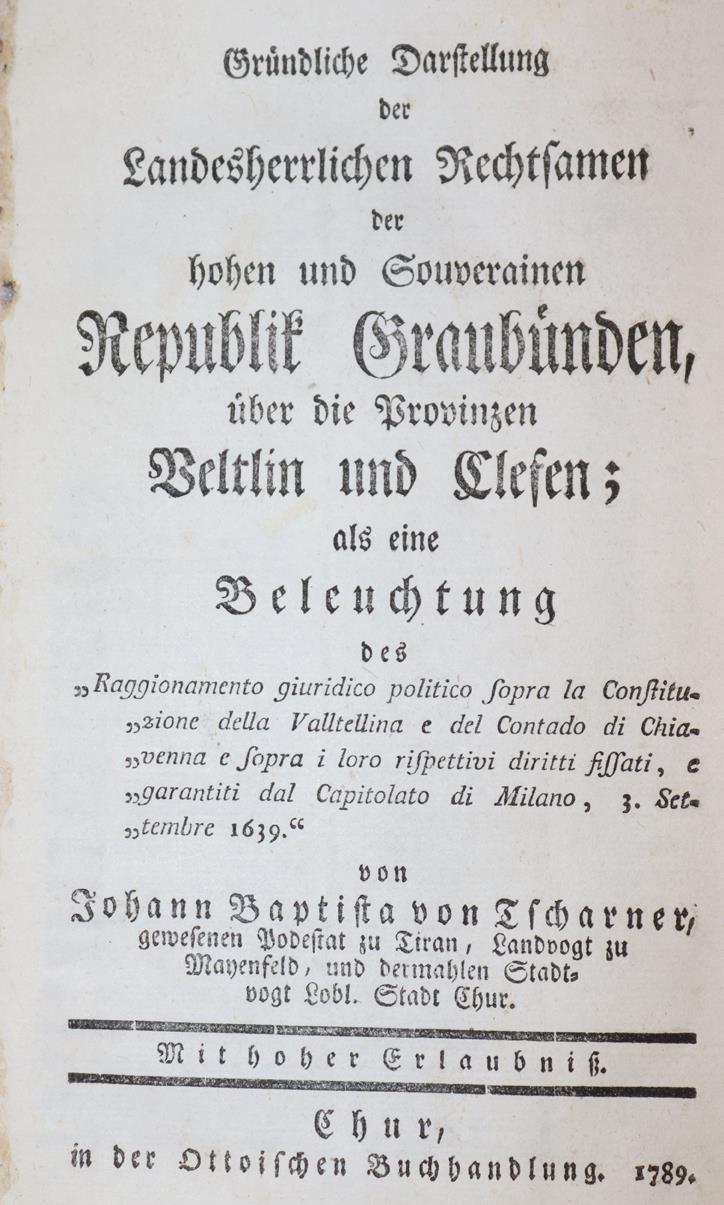 Gründliche Darſtellung
der
Landesherrlichen Rechtſamen
der
hohen und Souverainen
Republik Graubünden,
über die Provinzen
Veltlin und Clefen;
als eine
Beleuchtung
des
„Raggionamento giuridico politico ſopra la Conſtitu-
„zione della Valltellina e del Contado di Chia-
„venna e ſopra i loro riſpettivi diritti fiſſati, e
„garantiti dal Capitolato di Milano, 3. Set-
„tembre 1639.“
von
Johann Baptiſta von Tſcharner,
geweſenen Podeſtat zu Tiran, Landvogt zu
Mayenfeld, und dermahlen Stadt-
vogt Lobl. Stadt Chur.
Mit hoher Erlaubniß.
Chur,
in der Ottoiſchen Buchhandlung. 1789.